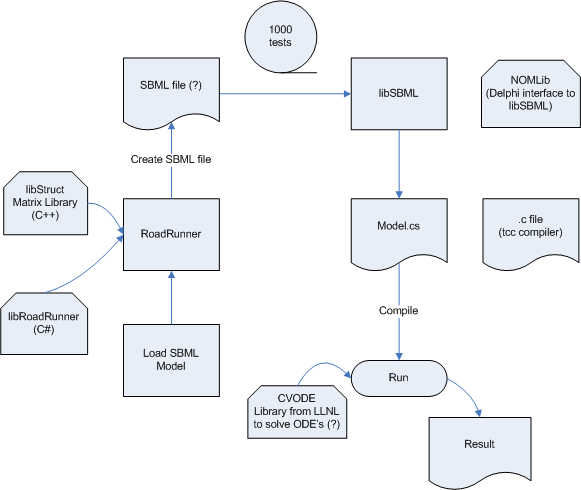 1000
tests
SBML file (?)
libSBML
NOMLib
(Delphi interface to
libSBML)
Create SBML file
libStruct
Matrix Library
(C++)
RoadRunner
Model.cs
.c file
(tcc compiler)
libRoadRunner
(C#)
Compile
Load SBML
Model
Run
CVODE
Library from LLNL
to solve ODE's (?)
Result